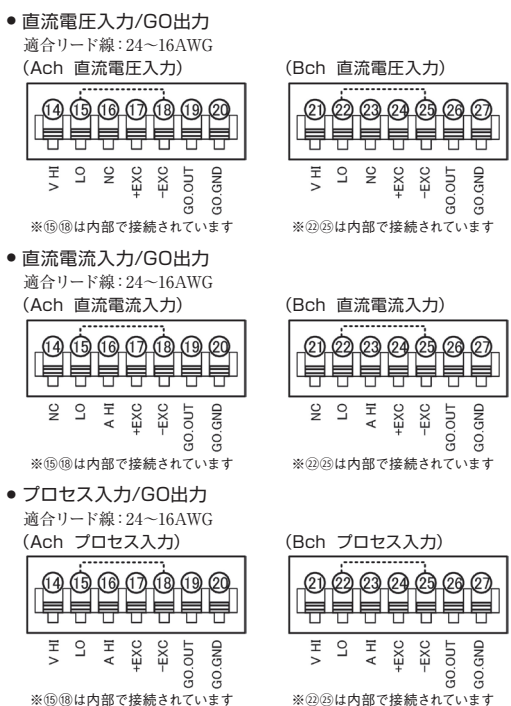 ● 直流電圧入力/GO出力
適合リード線：24〜16AWG
(Ach 直流電圧入力)
⑭ ⑮ ⑯ ⑰ ⑱ ⑲ ⑳
V HI LO NC +EXC −EXC GO.OUT GO.GND
※⑮⑱は内部で接続されています
(Bch 直流電圧入力)
㉑ ㉒ ㉓ ㉔ ㉕ ㉖ ㉗
V HI LO NC +EXC −EXC GO.OUT GO.GND
※㉒㉕は内部で接続されています
● 直流電流入力/GO出力
適合リード線：24〜16AWG
(Ach 直流電流入力)
⑭ ⑮ ⑯ ⑰ ⑱ ⑲ ⑳
NC LO A HI +EXC −EXC GO.OUT GO.GND
※⑮⑱は内部で接続されています
(Bch 直流電流入力)
㉑ ㉒ ㉓ ㉔ ㉕ ㉖ ㉗
NC LO A HI +EXC −EXC GO.OUT GO.GND
※㉒㉕は内部で接続されています
● プロセス入力/GO出力
適合リード線：24〜16AWG
(Ach プロセス入力)
⑭ ⑮ ⑯ ⑰ ⑱ ⑲ ⑳
V HI LO A HI +EXC −EXC GO.OUT GO.GND
※⑮⑱は内部で接続されています
(Bch プロセス入力)
㉑ ㉒ ㉓ ㉔ ㉕ ㉖ ㉗
V HI LO A HI +EXC −EXC GO.OUT GO.GND
※㉒㉕は内部で接続されています